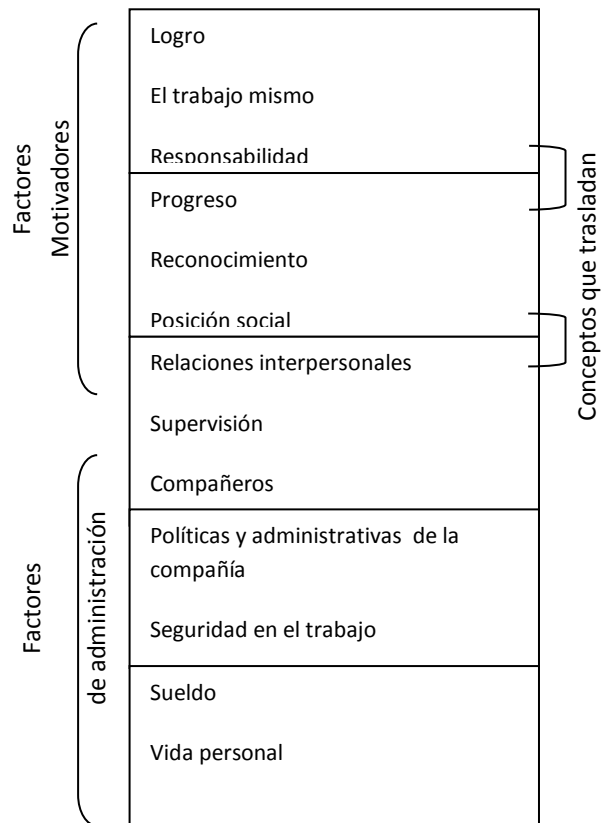 Factores
Motivadores
Logro
El trabajo mismo
Responsabilidad
Progreso
Reconocimiento
Posición social
Relaciones interpersonales
Supervisión
Compañeros
Conceptos que trasladan
Factores
de administración
Políticas y administrativas de la
compañía
Seguridad en el trabajo
Sueldo
Vida personal